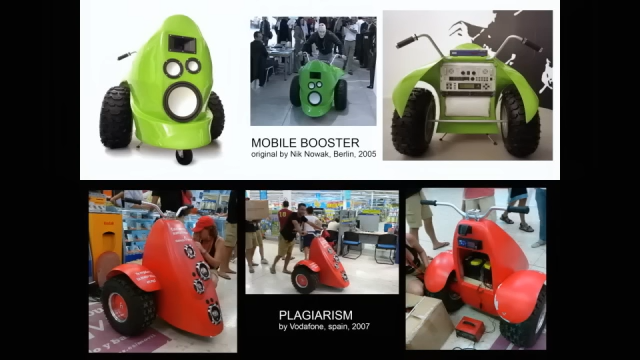 MOBILE BOOSTER
original by Nik Nowak, Berlin, 2005
PLAGIARISM
by Vodafone, spain, 2007